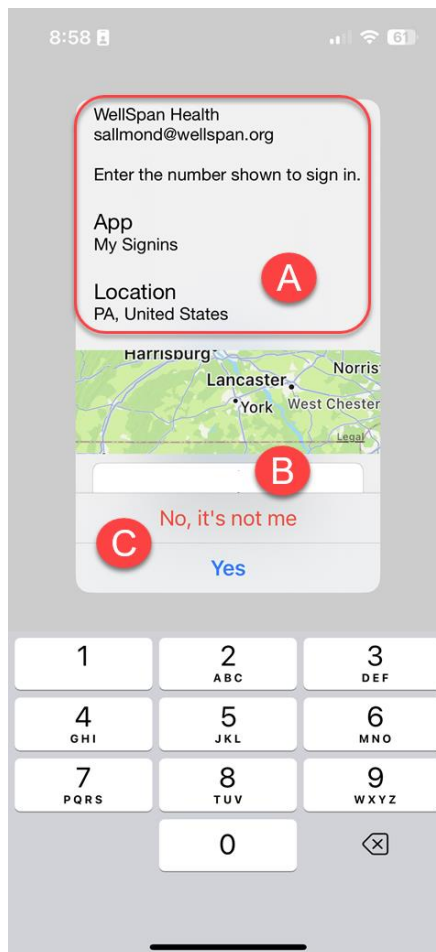 8:58
61
WellSpan Health
sallmond@wellspan.org
Enter the number shown to sign in.
App
My Signins
A
Location
PA, United States
Harrisburg
Lancaster
Norris
York West Chester
Legal
B
No, it's not me
C
Yes
1 2 3
ABC DEF
4 5 6
GHI JKL MNO
7 8 9
PQRS TUV WXYZ
0